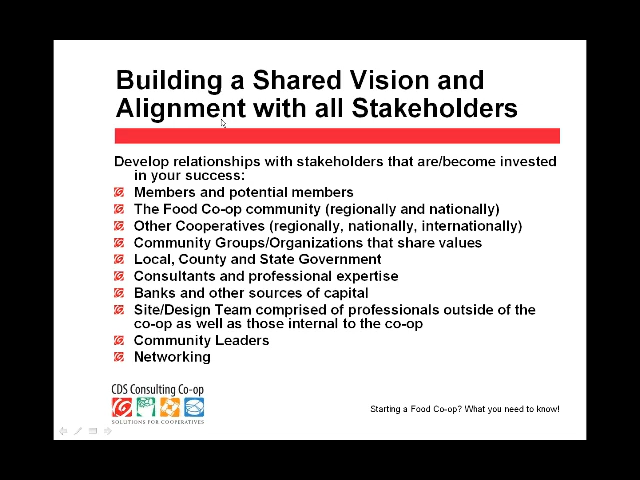 Building a Shared Vision and
Alignment with all Stakeholders
Develop relationships with stakeholders that are/become invested
in your success:
Members and potential members
The Food Co-op community (regionally and nationally)
Other Cooperatives (regionally, nationally, internationally)
Community Groups/Organizations that share values
Local, County and State Government
Consultants and professional expertise
Banks and other sources of capital
Site/Design Team comprised of professionals outside of the
co-op as well as those internal to the co-op
Community Leaders
Networking
CDS Consulting Co-op
SOLUTIONS FOR COOPERATIVES
Starting a Food Co-op? What you need to know!